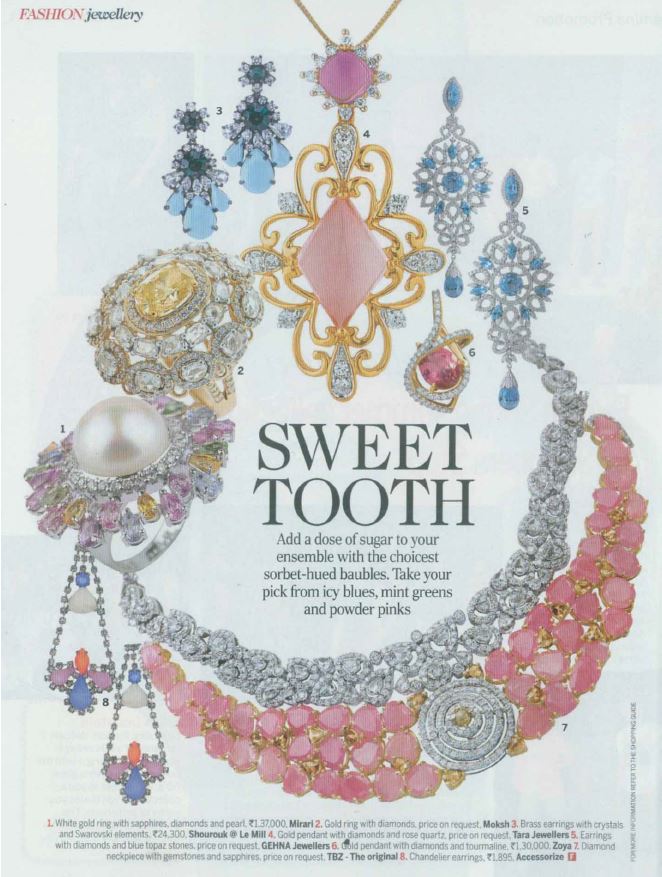 FASHION jewellery
3
4
5
2
6
1
SWEET
TOOTH
Add a dose of sugar to your
ensemble with the choicest
sorbet-hued baubles. Take your
pick from icy blues, mint greens
and powder pinks
8
7
FOR MORE INFORMATION REFER TO THE SHOPPING GUIDE
1. White gold ring with sapphires, diamonds and pearl, ₹1,37,000, Mirari 2. Gold ring with diamonds, price on request, Moksh 3. Brass earrings with crystals
and Swarovski elements, ₹24,300, Shourouk @ Le Mill 4. Gold pendant with diamonds and rose quartz, price on request, Tara Jewellers 5. Earrings
with diamonds and blue topaz stones, price on request, GEHNA Jewellers 6. Gold pendant with diamonds and tourmaline, ₹1,30,000, Zoya 7. Diamond
neckpiece with gemstones and sapphires, price on request, TBZ - The original 8. Chandelier earrings, ₹1,895, Accessorize F